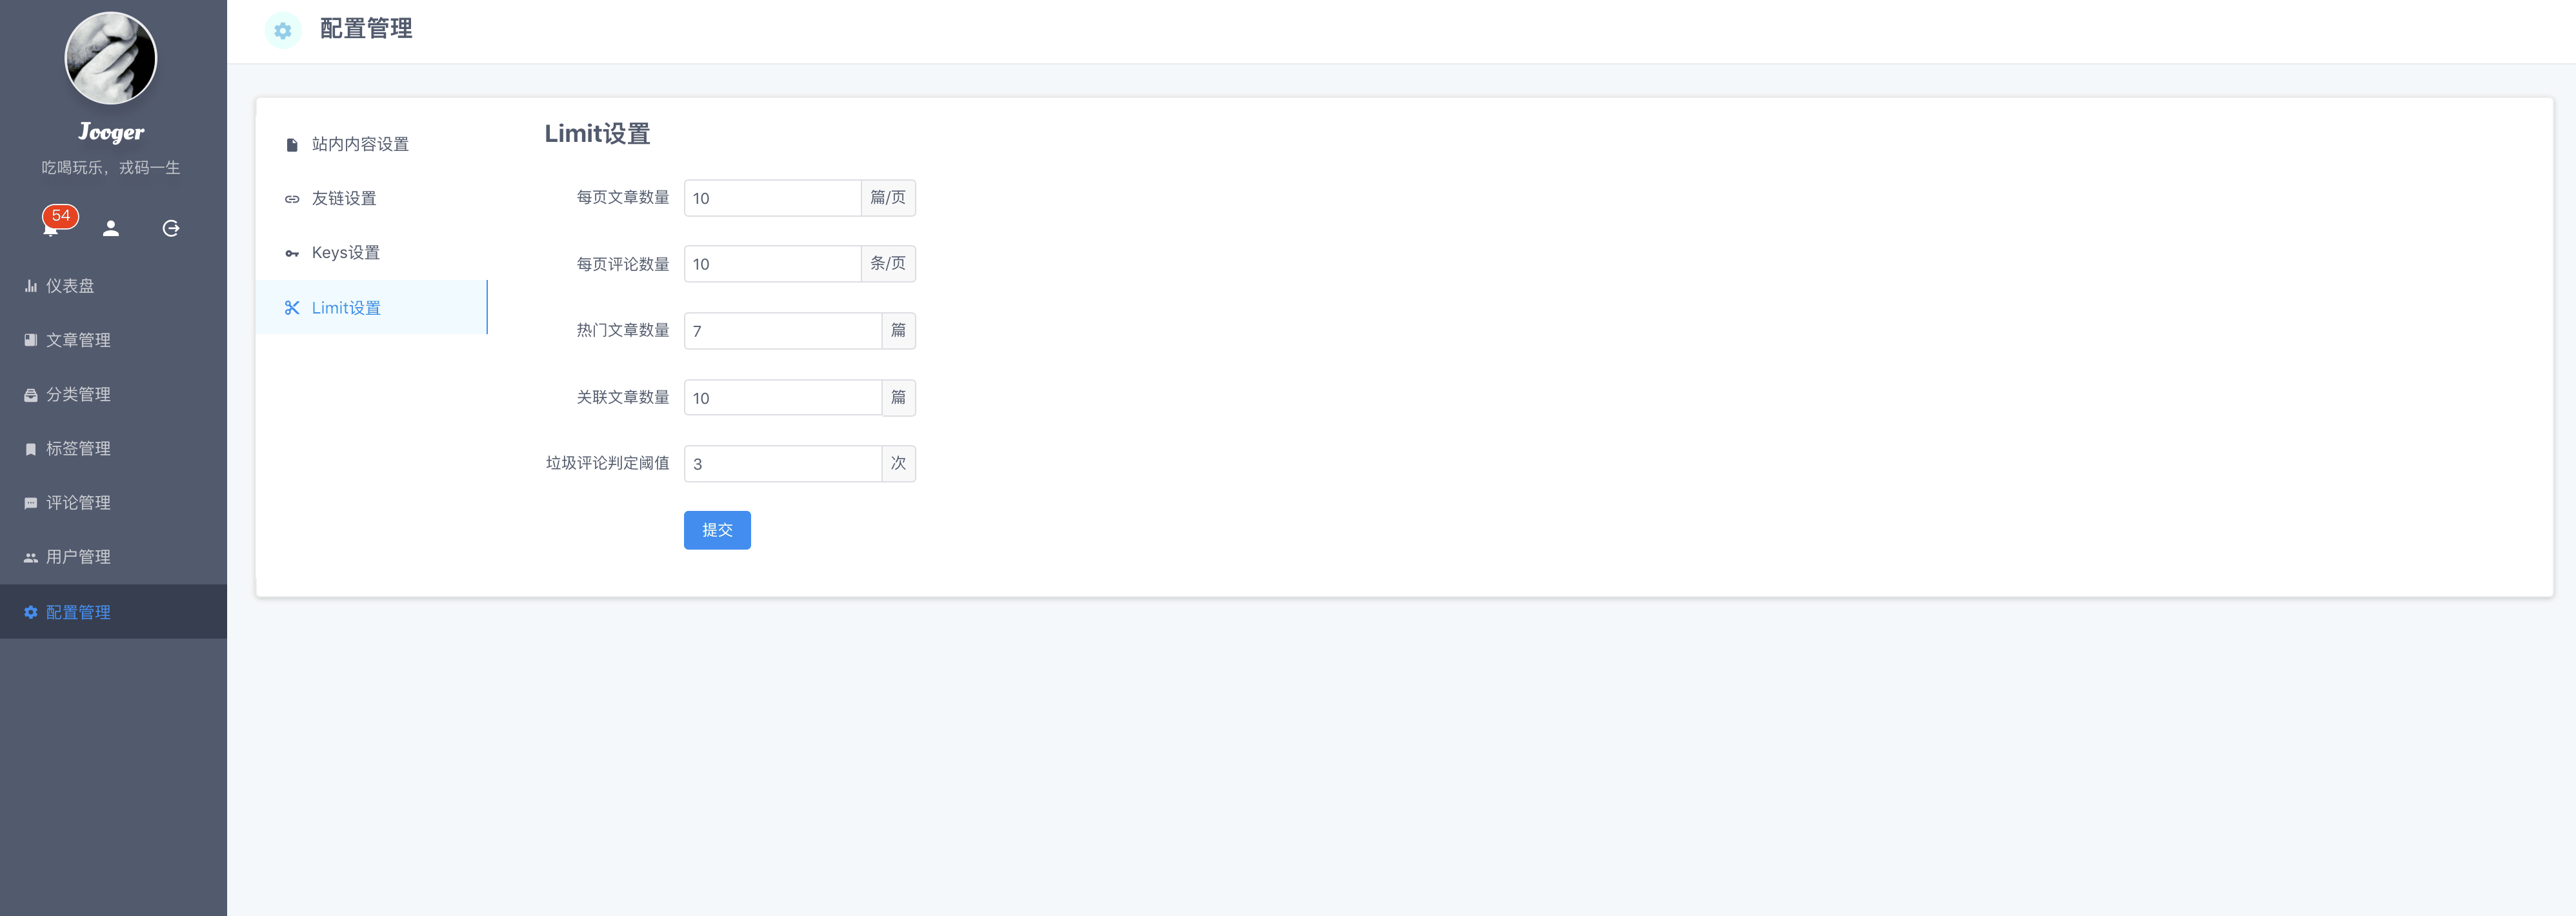 Jooger
吃喝玩乐，戎码一生
54
仪表盘
文章管理
分类管理
标签管理
评论管理
用户管理
配置管理
配置管理
站内内容设置
友链设置
Keys设置
Limit设置
Limit设置
每页文章数量 10 篇/页
每页评论数量 10 条/页
热门文章数量 7 篇
关联文章数量 10 篇
垃圾评论判定阈值 3 次
提交